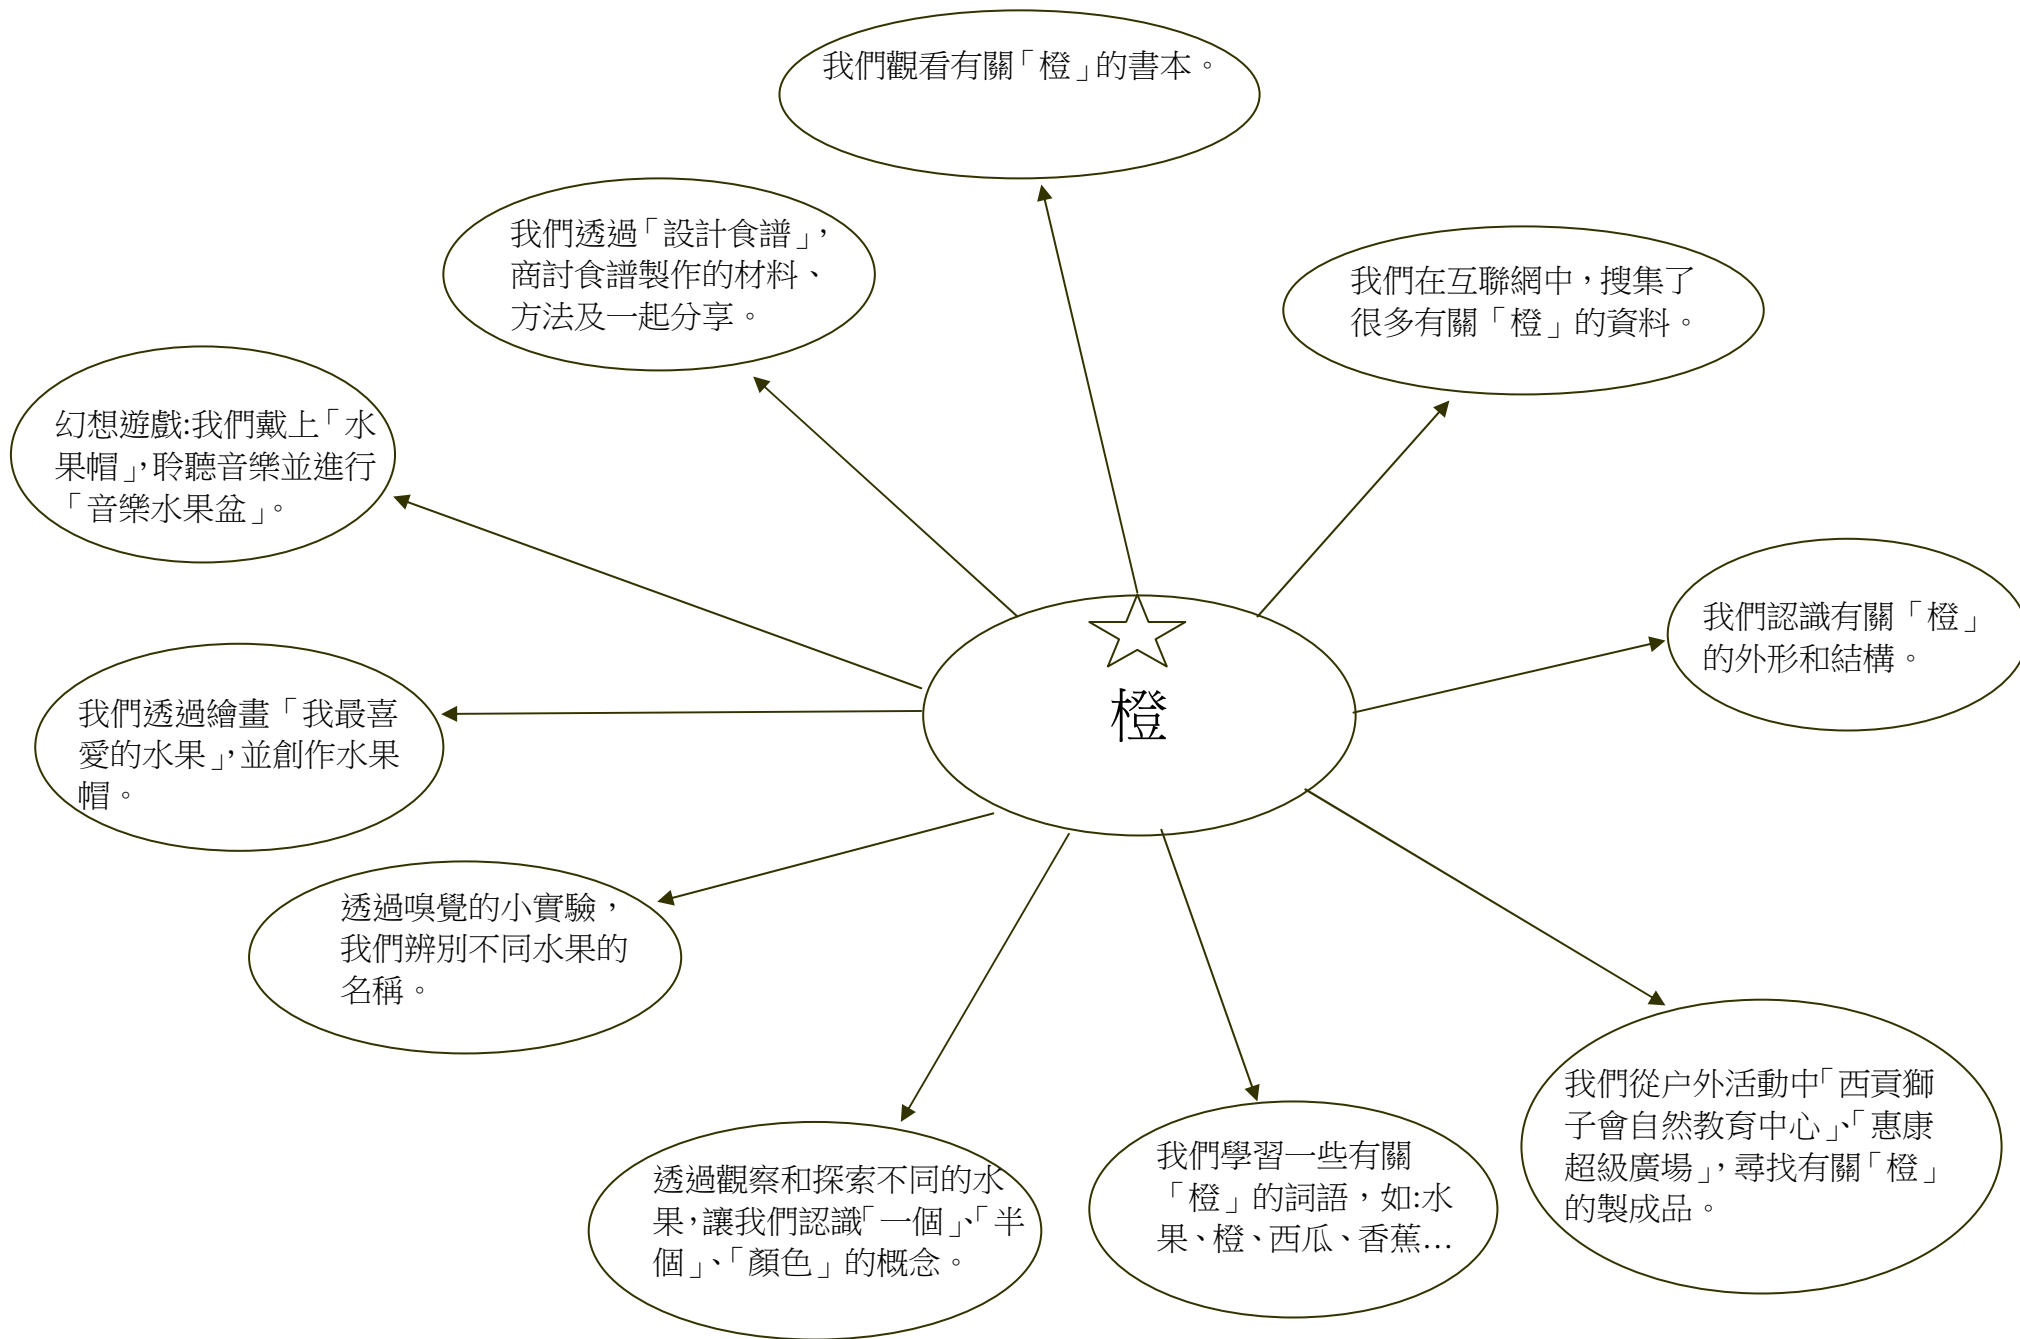 我們觀看有關「橙」的書本。
我們透過「設計食譜」,
商討食譜製作的材料、
方法及一起分享。
我們在互聯網中，搜集了
很多有關「橙」的資料。
幻想遊戲:我們戴上「水
果帽」,聆聽音樂並進行
「音樂水果盆」。
我們認識有關「橙」
的外形和結構。
橙
我們透過繪畫「我最喜
愛的水果」,並創作水果
帽。
透過嗅覺的小實驗，
我們辨別不同水果的
名稱。
我們從户外活動中「西貢獅
子會自然教育中心」、「惠康
超級廣場」, 尋找有關「橙」
的製成品。
我們學習一些有關
「橙」的詞語，如:水
果、橙、西瓜、香蕉…
透過觀察和探索不同的水
果，讓我們認識「一個」、「半
個」、「顏色」的概念。